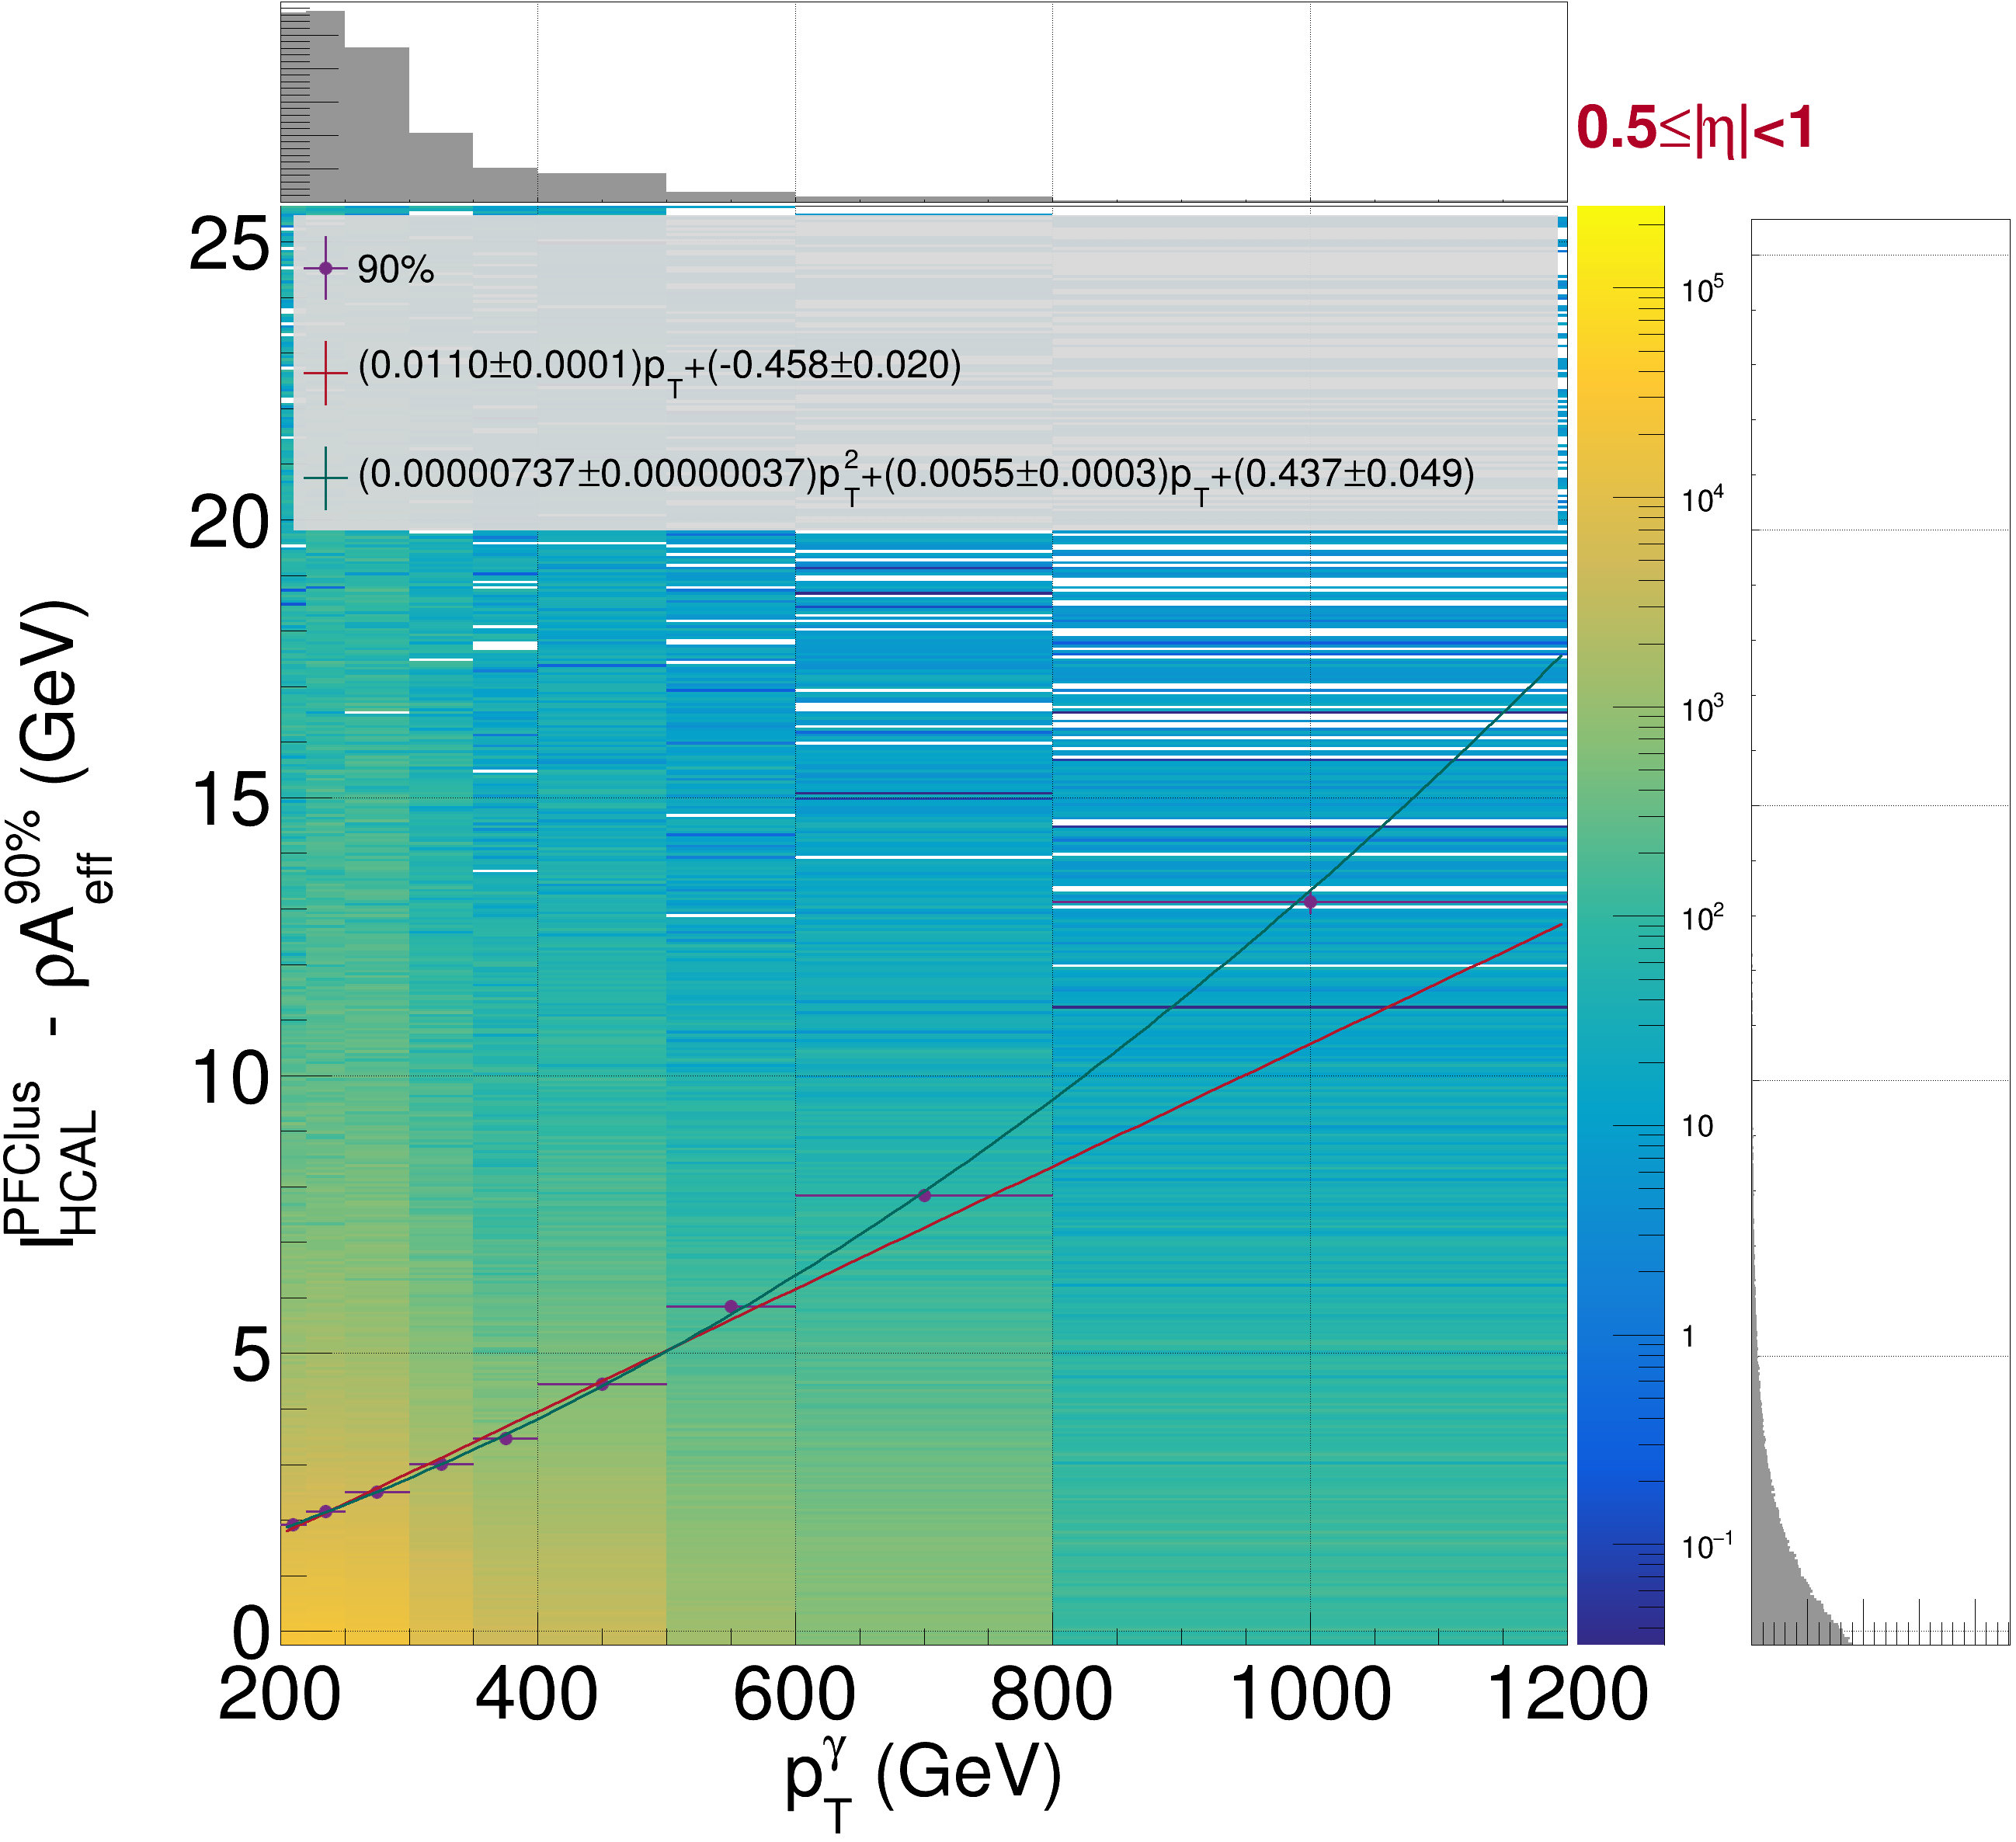 0.5≤|η|<1
90%
(0.0110±0.0001)p_T+(-0.458±0.020)
(0.00000737±0.00000037)p_T^2+(0.0055±0.0003)p_T+(0.437±0.049)
I_HCAL^PFClus - ρA_eff^90% (GeV)
25
20
15
10
5
0
200 400 600 800 1000 1200
p_T^γ (GeV)
10^5
10^4
10^3
10^2
10
1
10^−1